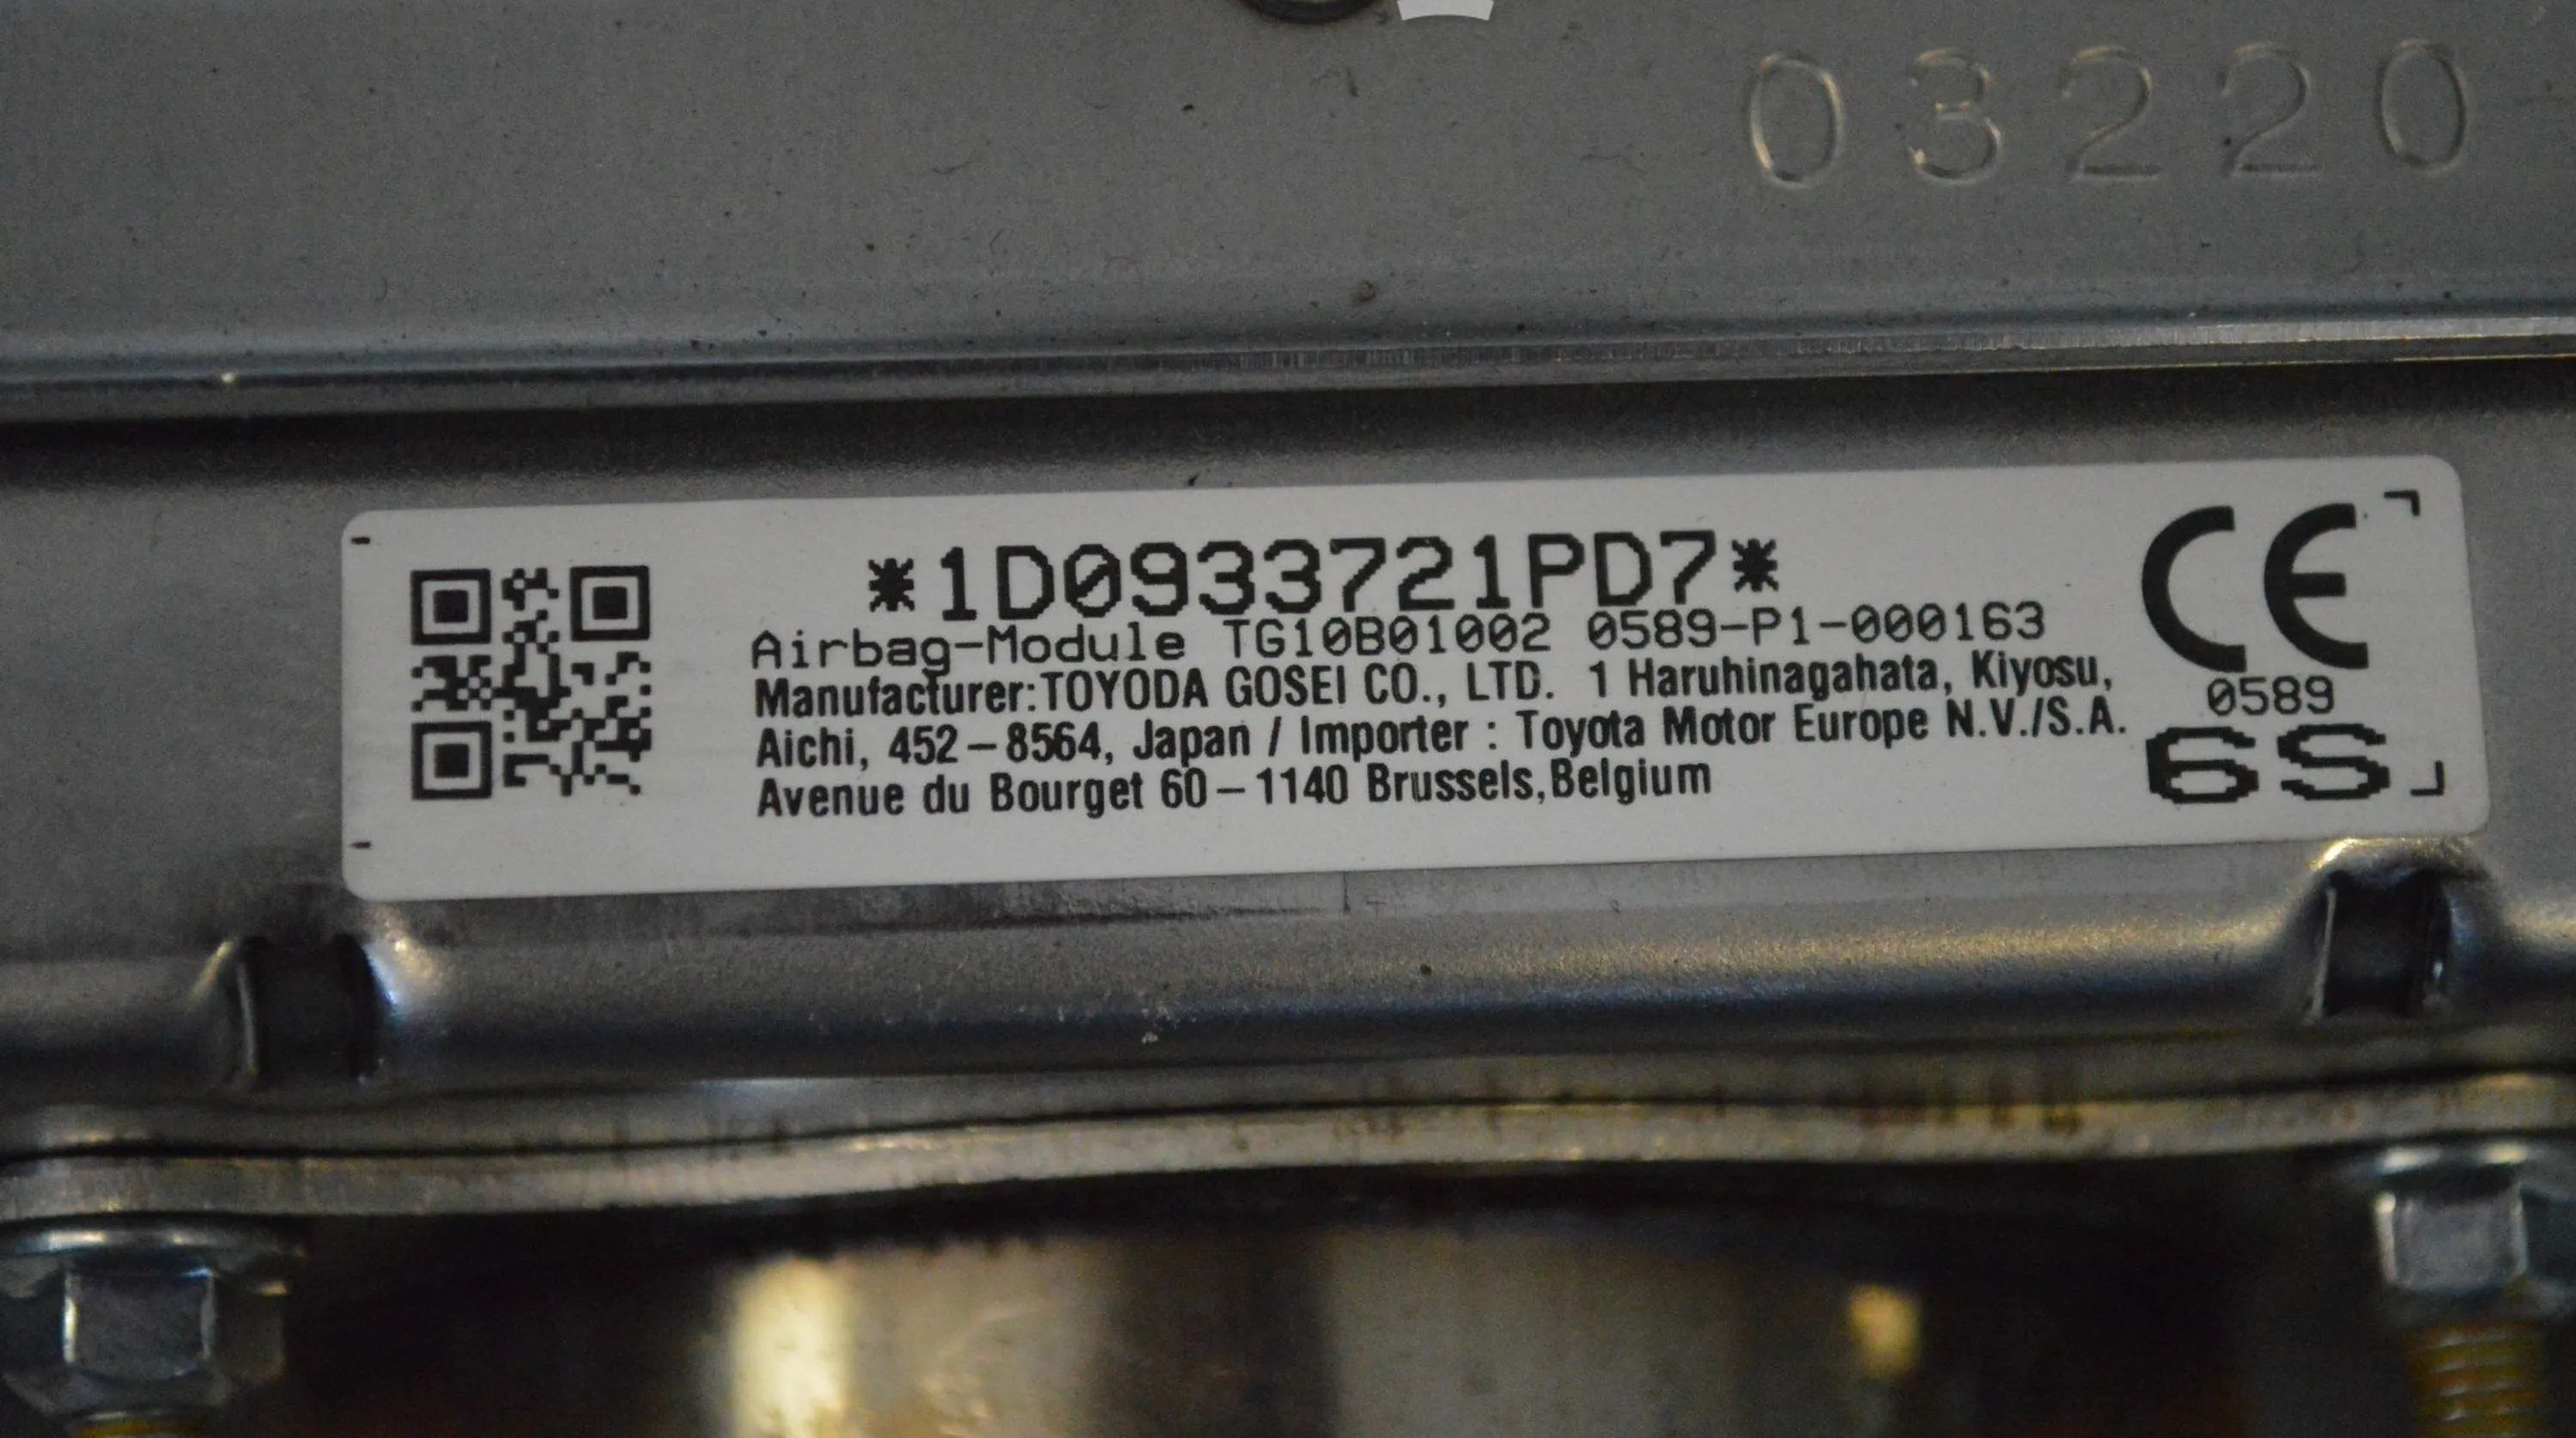 03220
*1D0933721PD7*
Airbag-Module TG10B01002 0589-P1-000163
Manufacturer:TOYODA GOSEI CO., LTD. 1 Haruhinagahata, Kiyosu,
Aichi, 452-8564, Japan / Importer : Toyota Motor Europe N.V./S.A.
Avenue du Bourget 60-1140 Brussels,Belgium
CE
0589
6S